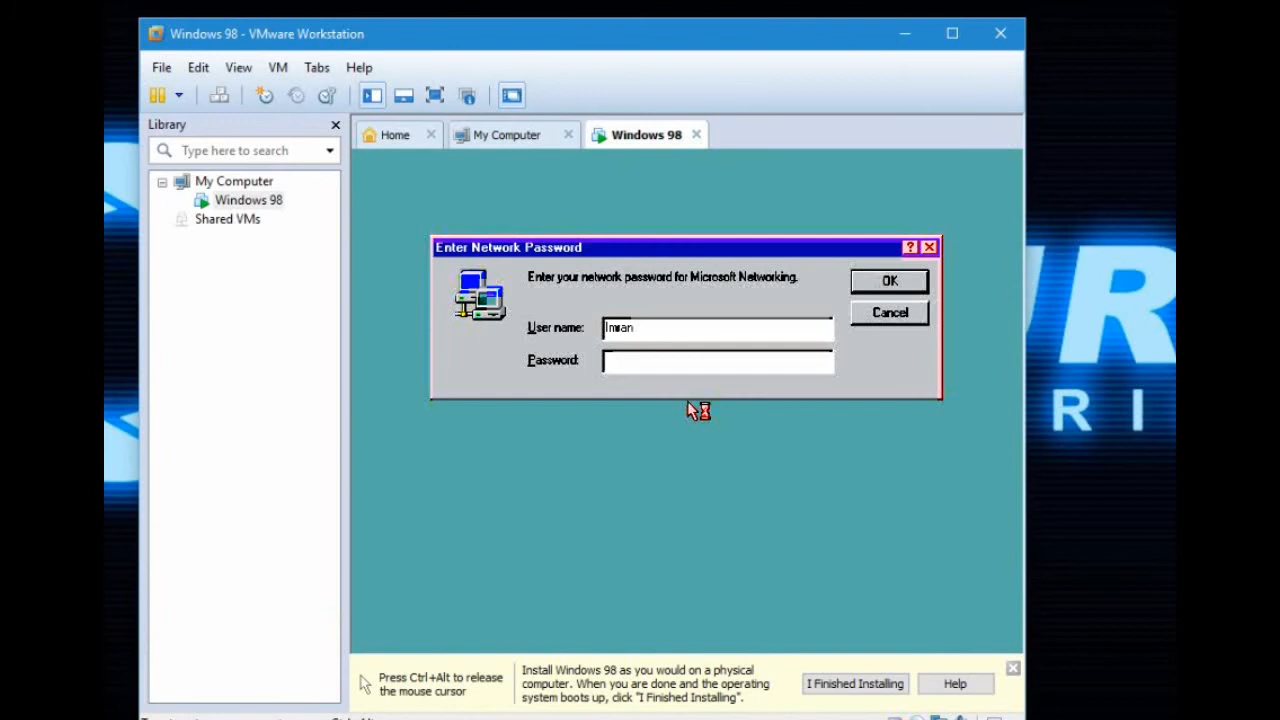 Windows 98 - VMware Workstation
File Edit View VM Tabs Help
Library
Type here to search
My Computer
Windows 98
Shared VMs
Home
My Computer
Windows 98
Enter Network Password
Enter your network password for Microsoft Networking.
User name: Imran
Password:
OK
Cancel
Press Ctrl+Alt to release
the mouse cursor
Install Windows 98 as you would on a physical
computer. When you are done and the operating
system boots up, click "I Finished Installing".
I Finished Installing
Help
UR
R I